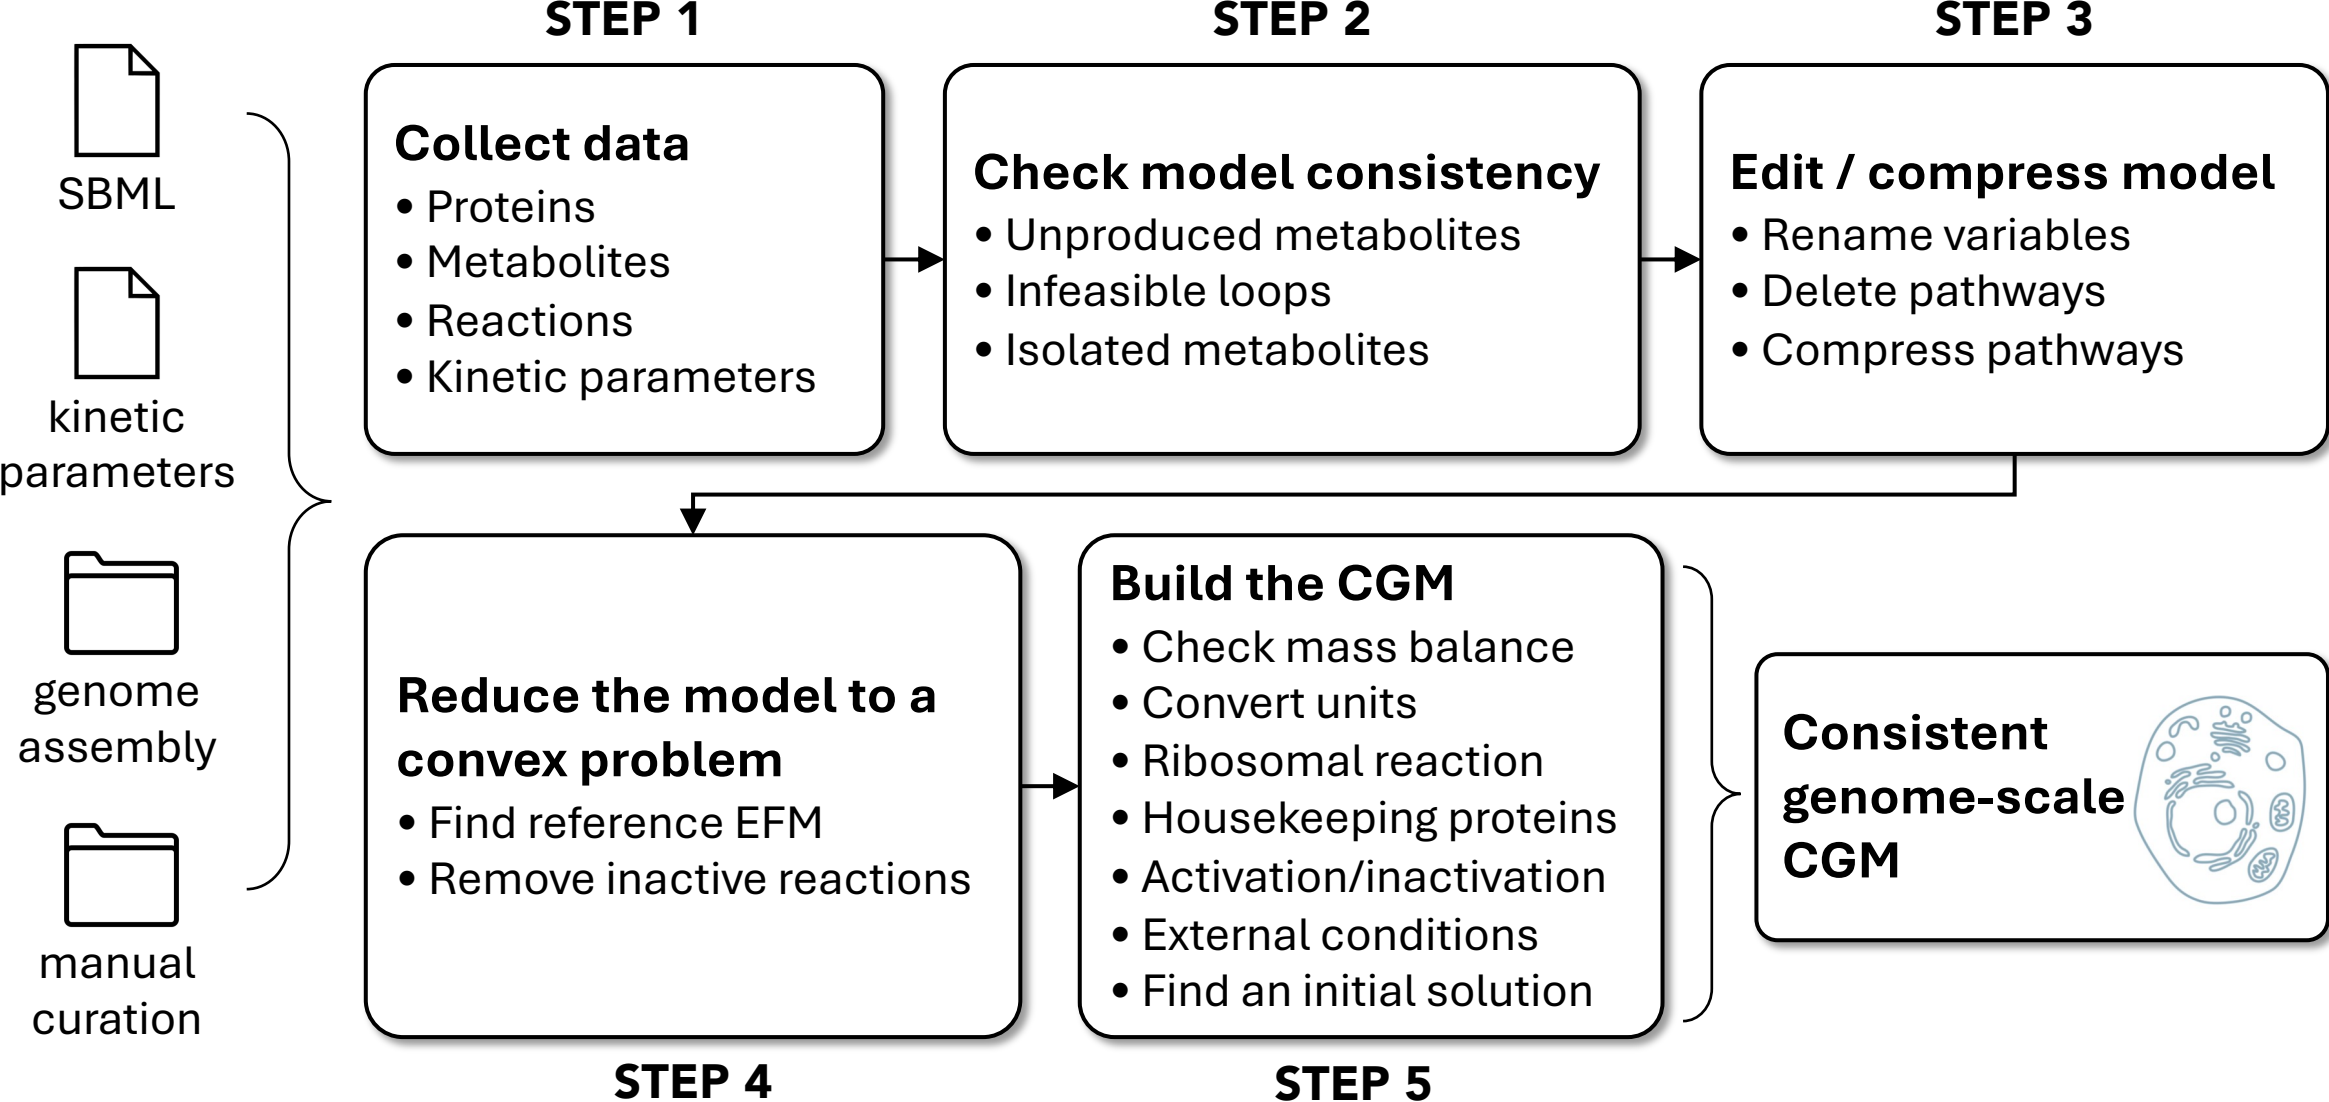 SBML
kinetic
parameters
genome
assembly
manual
curation
STEP 1
Collect data
• Proteins
• Metabolites
• Reactions
• Kinetic parameters
STEP 2
Check model consistency
• Unproduced metabolites
• Infeasible loops
• Isolated metabolites
STEP 3
Edit / compress model
• Rename variables
• Delete pathways
• Compress pathways
Reduce the model to a
convex problem
• Find reference EFM
• Remove inactive reactions
STEP 4
Build the CGM
• Check mass balance
• Convert units
• Ribosomal reaction
• Housekeeping proteins
• Activation/inactivation
• External conditions
• Find an initial solution
STEP 5
Consistent
genome-scale
CGM